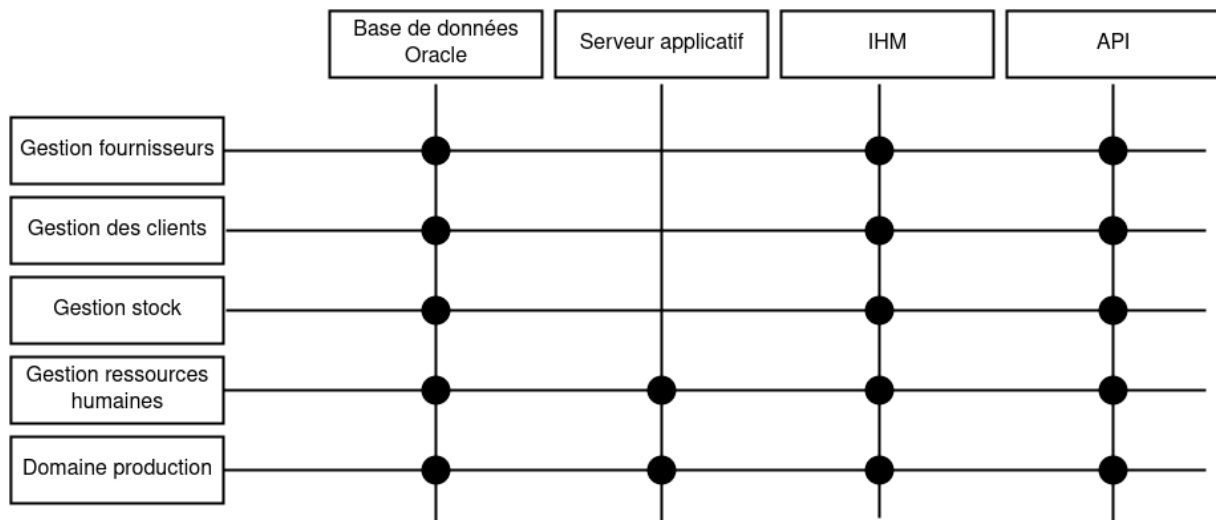 Base de données
Oracle
Serveur applicatif
IHM
API
Gestion fournisseurs
Gestion des clients
Gestion stock
Gestion ressources
humaines
Domaine production